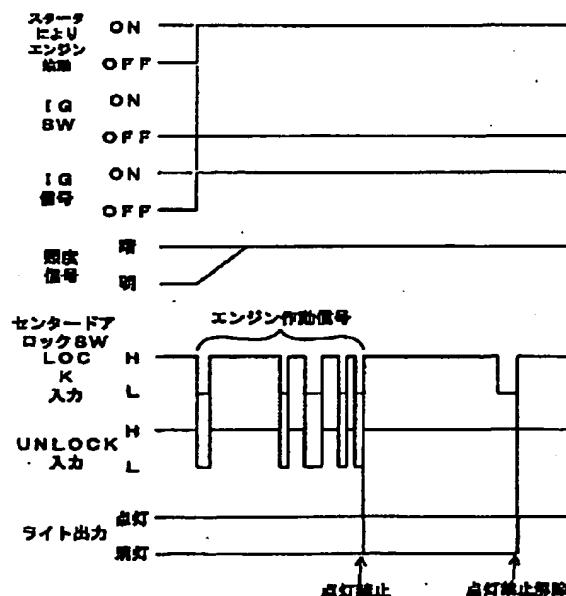 スタータ
により
エンジン
始動
ON
OFF
IG
SW
ON
OFF
IG
信号
ON
OFF
照度
信号
暗
明
センタードア
ロックSW
LOC
K
入力
H
L
エンジン作動信号
UNLOCK
入力
H
L
ライト出力
点灯
消灯
点灯禁止
点灯禁止解除